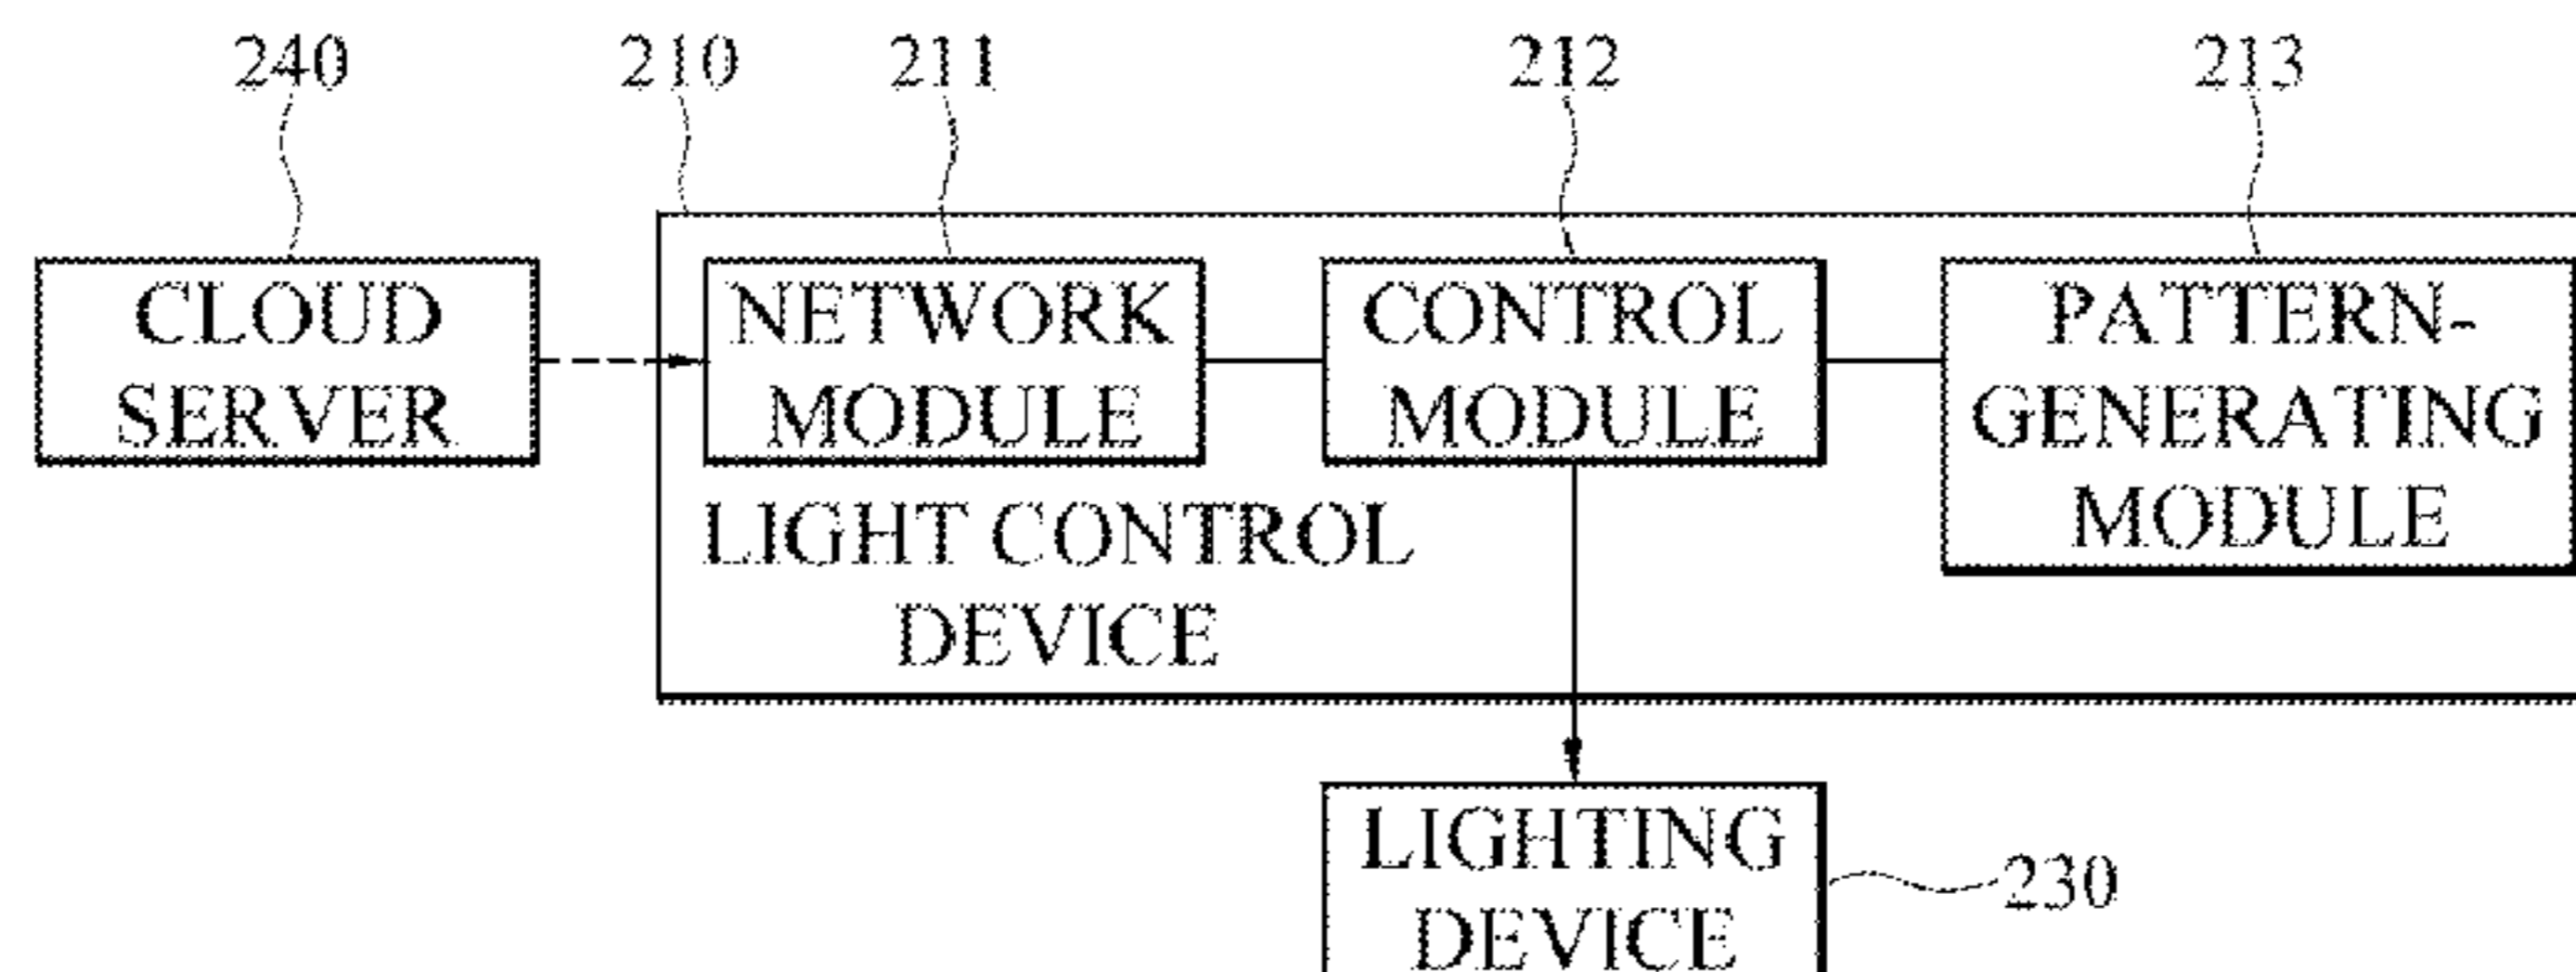 240 210 211 212 213
CLOUD
SERVER
NETWORK
MODULE
CONTROL
MODULE
PATTERN-
GENERATING
MODULE
LIGHT CONTROL
DEVICE
LIGHTING
DEVICE
230